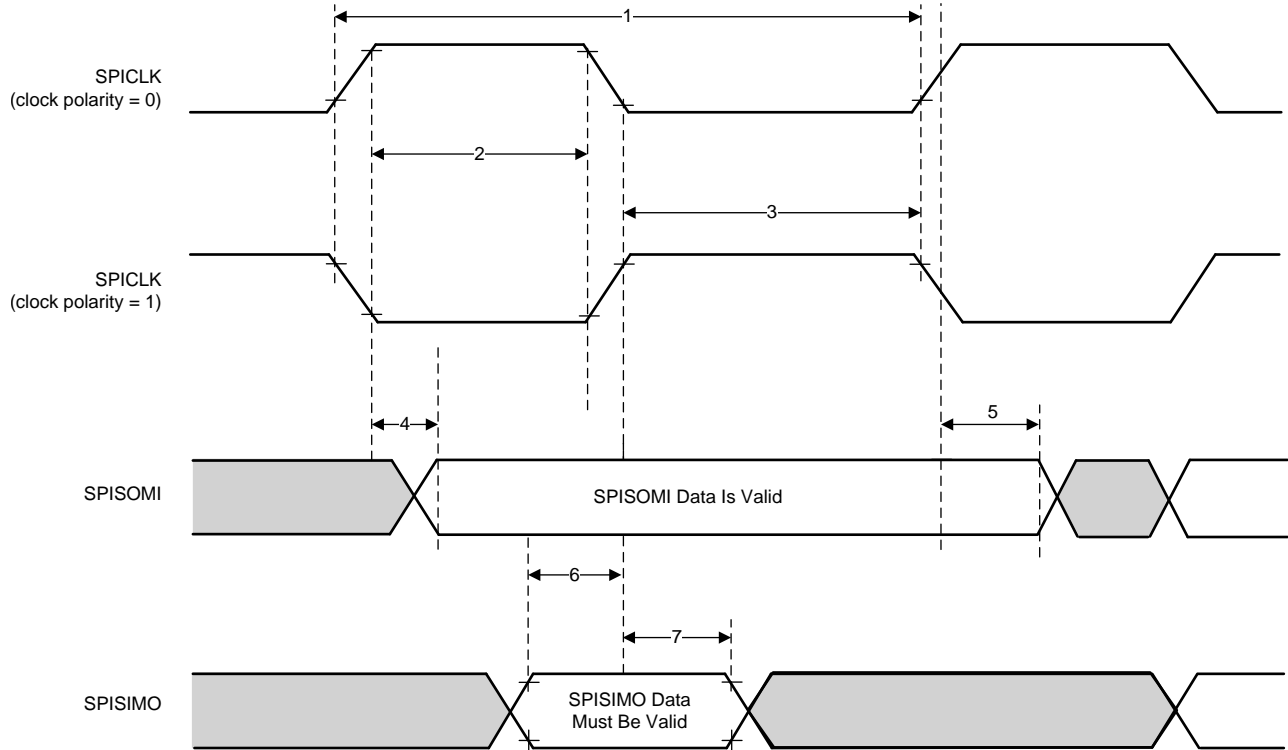 1
SPICLK
(clock polarity = 0)
2
3
SPICLK
(clock polarity = 1)
4
5
SPISOMI
SPISOMI Data Is Valid
6
7
SPISIMO
SPISIMO Data
Must Be Valid